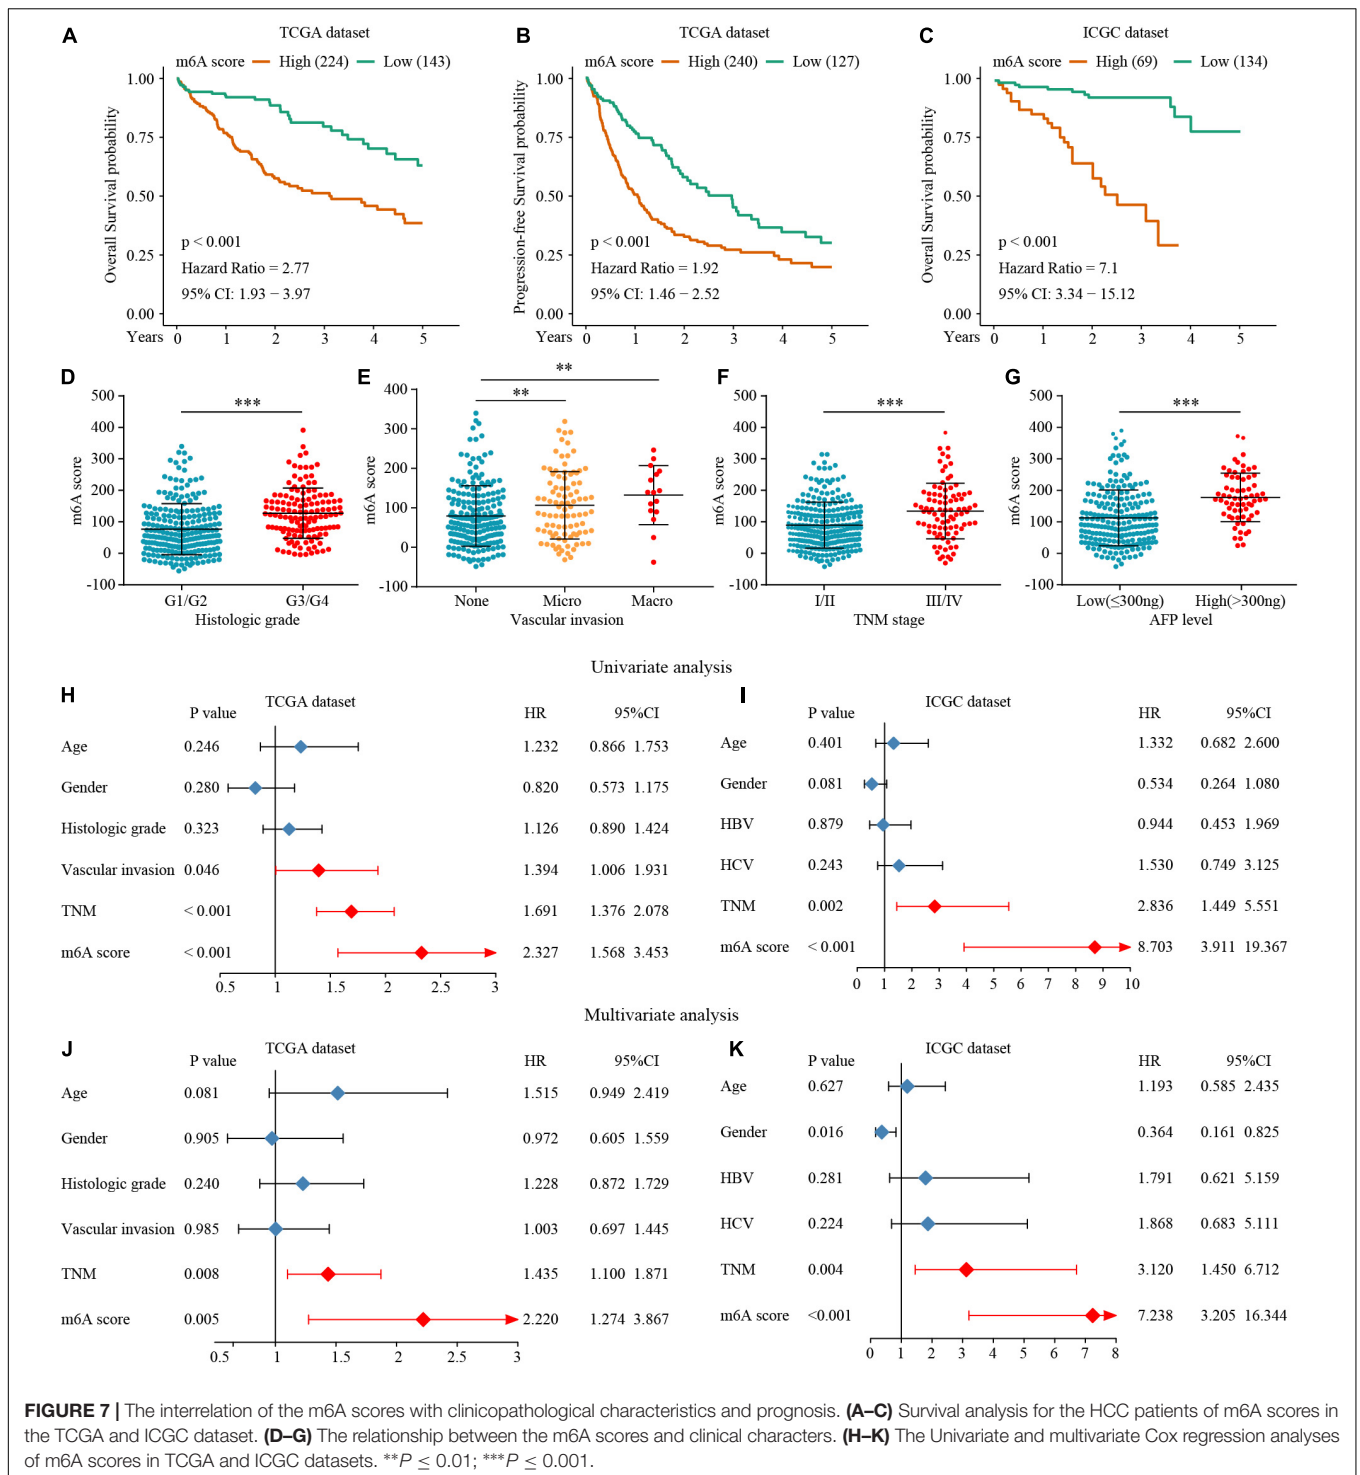 A
TCGA dataset
m6A score High (224) Low (143)
Overall Survival probability
1.00
0.75
0.50
0.25
0.00
p < 0.001
Hazard Ratio = 2.77
95% CI: 1.93 − 3.97
Years 0 1 2 3 4 5
B
TCGA dataset
m6A score High (240) Low (127)
Progression-free Survival probability
1.00
0.75
0.50
0.25
0.00
p < 0.001
Hazard Ratio = 1.92
95% CI: 1.46 − 2.52
Years 0 1 2 3 4 5
C
ICGC dataset
m6A score High (69) Low (134)
Overall Survival probability
1.00
0.75
0.50
0.25
0.00
p < 0.001
Hazard Ratio = 7.1
95% CI: 3.34 − 15.12
Years 0 1 2 3 4 5
D
m6A score
500
400
300
200
100
0
-100
***
G1/G2 G3/G4
Histologic grade
E
m6A score
400
300
200
100
0
-100
**
**
None Micro Macro
Vascular invasion
F
m6A score
500
400
300
200
100
0
-100
***
I/II III/IV
TNM stage
G
m6A score
500
400
300
200
100
0
-100
***
Low(≤300ng) High(>300ng)
AFP level
Univariate analysis
H
TCGA dataset
P value HR 95%CI
Age 0.246 1.232 0.866 1.753
Gender 0.280 0.820 0.573 1.175
Histologic grade 0.323 1.126 0.890 1.424
Vascular invasion 0.046 1.394 1.006 1.931
TNM < 0.001 1.691 1.376 2.078
m6A score < 0.001 2.327 1.568 3.453
0.5 1 1.5 2 2.5 3
I
ICGC dataset
P value HR 95%CI
Age 0.401 1.332 0.682 2.600
Gender 0.081 0.534 0.264 1.080
HBV 0.879 0.944 0.453 1.969
HCV 0.243 1.530 0.749 3.125
TNM 0.002 2.836 1.449 5.551
m6A score < 0.001 8.703 3.911 19.367
0 1 2 3 4 5 6 7 8 9 10
Multivariate analysis
J
TCGA dataset
P value HR 95%CI
Age 0.081 1.515 0.949 2.419
Gender 0.905 0.972 0.605 1.559
Histologic grade 0.240 1.228 0.872 1.729
Vascular invasion 0.985 1.003 0.697 1.445
TNM 0.008 1.435 1.100 1.871
m6A score 0.005 2.220 1.274 3.867
0.5 1 1.5 2 2.5 3
K
ICGC dataset
P value HR 95%CI
Age 0.627 1.193 0.585 2.435
Gender 0.016 0.364 0.161 0.825
HBV 0.281 1.791 0.621 5.159
HCV 0.224 1.868 0.683 5.111
TNM 0.004 3.120 1.450 6.712
m6A score <0.001 7.238 3.205 16.344
0 1 2 3 4 5 6 7 8
FIGURE 7 | The interrelation of the m6A scores with clinicopathological characteristics and prognosis. (A–C) Survival analysis for the HCC patients of m6A scores in
the TCGA and ICGC dataset. (D–G) The relationship between the m6A scores and clinical characters. (H–K) The Univariate and multivariate Cox regression analyses
of m6A scores in TCGA and ICGC datasets. **P ≤ 0.01; ***P ≤ 0.001.